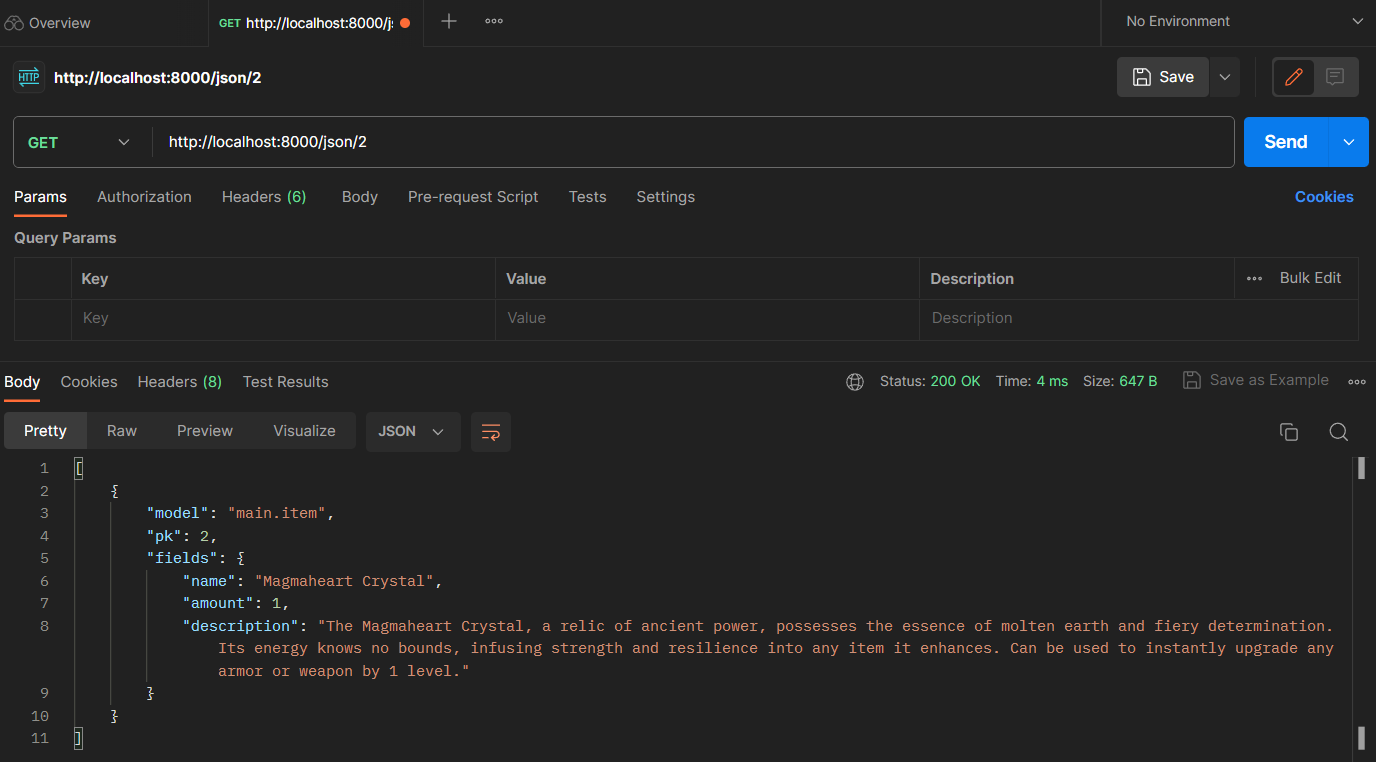 Overview
GET http://localhost:8000/j
No Environment
HTTP http://localhost:8000/json/2
Save
GET http://localhost:8000/json/2
Send
Params Authorization Headers (6) Body Pre-request Script Tests Settings Cookies
Query Params
Key Value Description Bulk Edit
Key Value Description
Body Cookies Headers (8) Test Results Status: 200 OK Time: 4 ms Size: 647 B Save as Example
Pretty Raw Preview Visualize JSON
1 [
2 {
3 "model": "main.item",
4 "pk": 2,
5 "fields": {
6 "name": "Magmaheart Crystal",
7 "amount": 1,
8 "description": "The Magmaheart Crystal, a relic of ancient power, possesses the essence of molten earth and fiery determination.
Its energy knows no bounds, infusing strength and resilience into any item it enhances. Can be used to instantly upgrade any
armor or weapon by 1 level."
9 }
10 }
11 ]